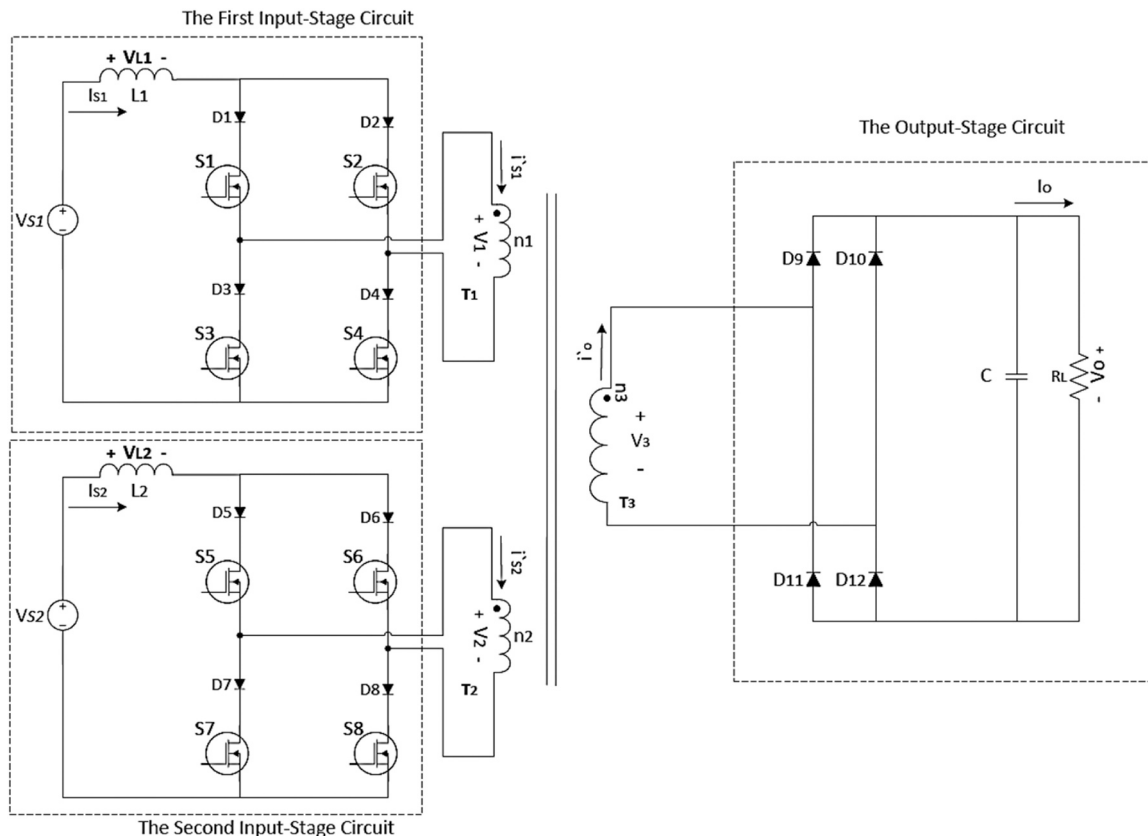 The First Input-Stage Circuit
+ VL1 -
IS1
L1
D1
D2
S1
S2
VS1
D3
D4
S3
S4
i`S1
+ V1 -
n1
T1
The Second Input-Stage Circuit
+ VL2 -
IS2
L2
D5
D6
S5
S6
VS2
D7
D8
S7
S8
i`S2
+ V2 -
n2
T2
i`o
n3
+
V3
-
T3
The Output-Stage Circuit
Io
D9
D10
D11
D12
C
RL
- Vo +